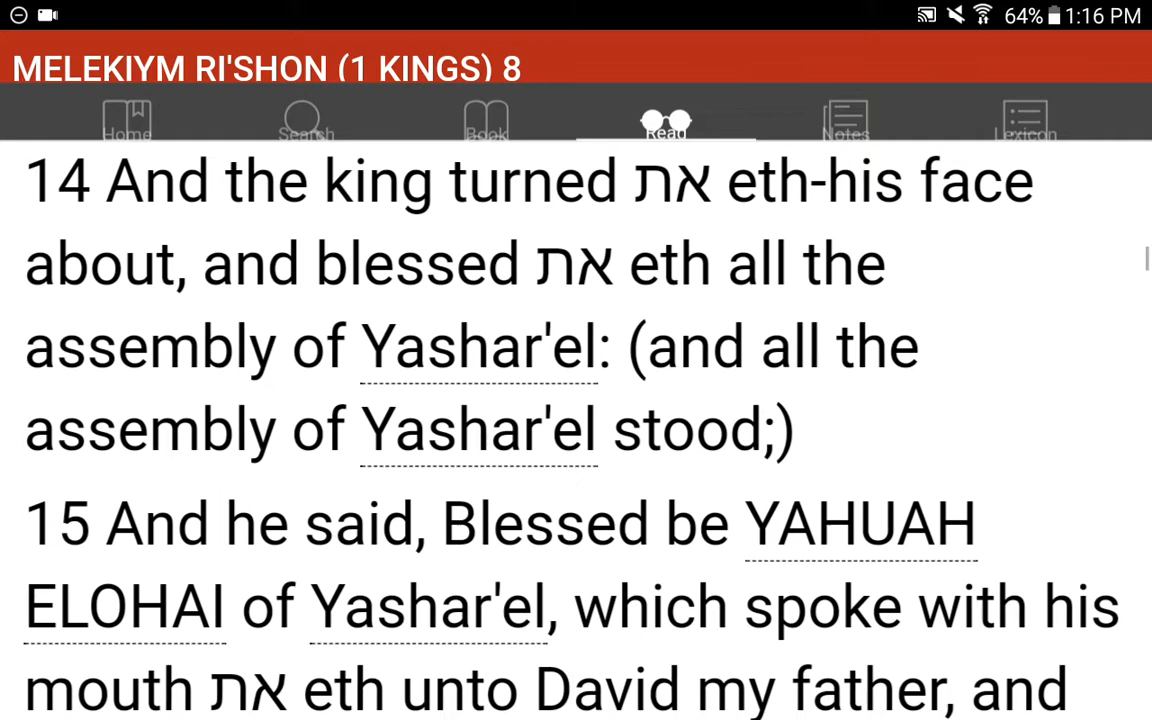 64% 1:16 PM
MELEKIYM RI'SHON (1 KINGS) 8
Home Search Book Read Notes Lexicon
14 And the king turned את eth-his face
about, and blessed את eth all the
assembly of Yashar'el: (and all the
assembly of Yashar'el stood;)
15 And he said, Blessed be YAHUAH
ELOHAI of Yashar'el, which spoke with his
mouth את eth unto David my father, and